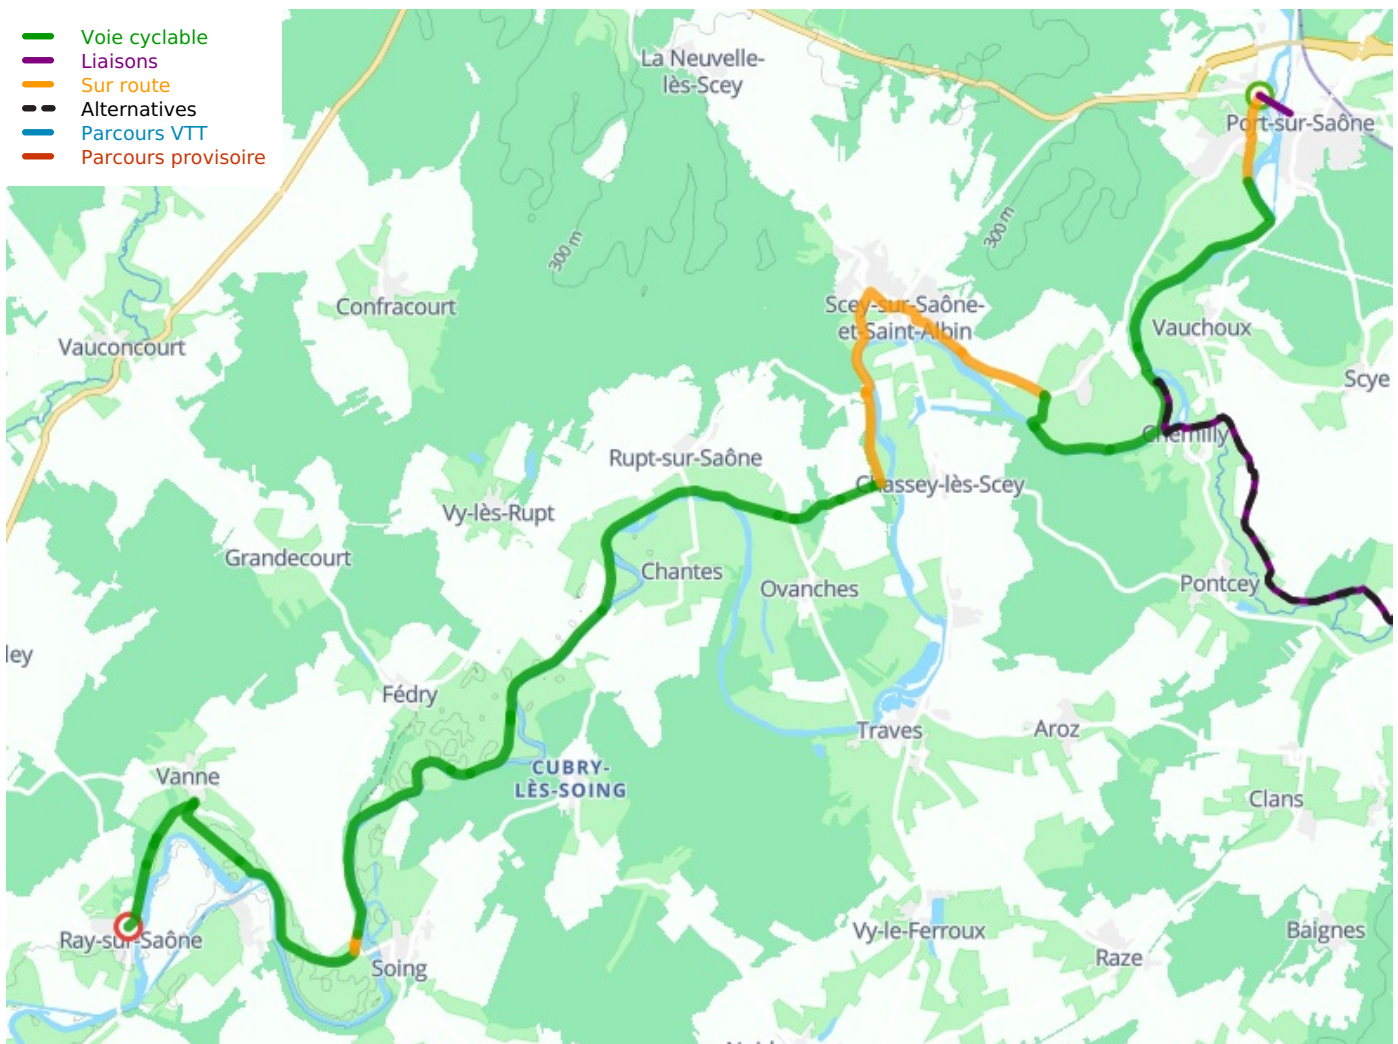 Voie cyclable
Liaisons
Sur route
Alternatives
Parcours VTT
Parcours provisoire
La Neuvelle-
lès-Scey
Port-sur-Saône
300 m
300 m
Confracourt
Scey-sur-Saône-
et-Saint-Albin
Vauchoux
Vauconcourt
Scye
Chemilly
Rupt-sur-Saône
Chassey-lès-Scey
Vy-lès-Rupt
Grandecourt
Chantes
Ovanches
Pontcey
ley
Fédry
Traves
Aroz
Vanne
CUBRY-
LÈS-SOING
Clans
Ray-sur-Saône
Vy-le-Ferroux
Baignes
Raze
Soing